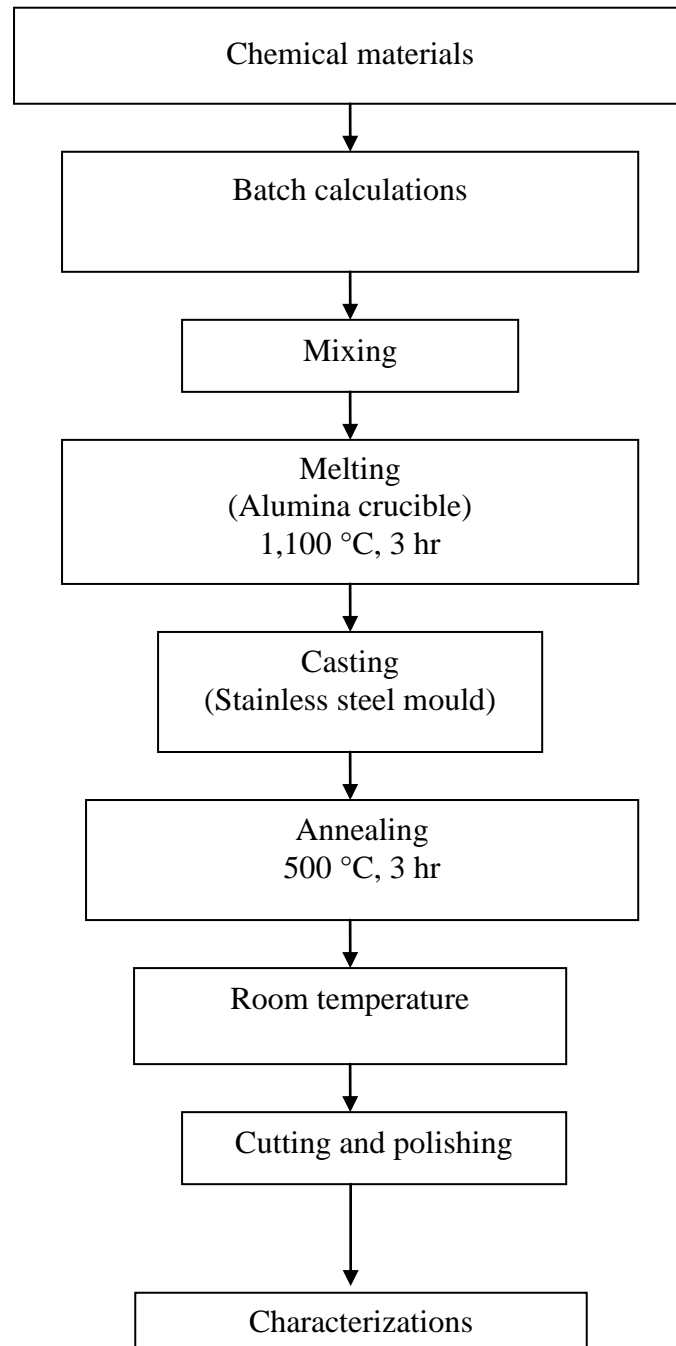 Chemical materials
Batch calculations
Mixing
Melting
(Alumina crucible)
1,100 °C, 3 hr
Casting
(Stainless steel mould)
Annealing
500 °C, 3 hr
Room temperature
Cutting and polishing
Characterizations